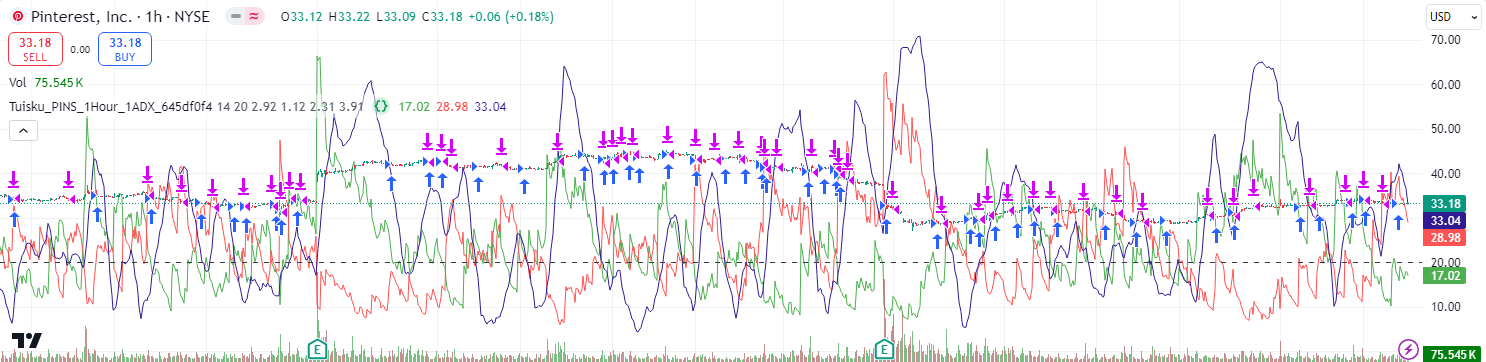 Pinterest, Inc. · 1h · NYSE O33.12 H33.22 L33.09 C33.18 +0.06 (+0.18%)
USD
33.18 SELL
0.00
33.18 BUY
Vol 75.545 K
Tuisku_PINS_1Hour_1ADX_645df0f4 14 20 2.92 1.12 2.31 3.91 17.02 28.98 33.04
70.00
60.00
50.00
40.00
33.18
33.04
28.98
20.00
17.02
10.00
E
E
75.545 K